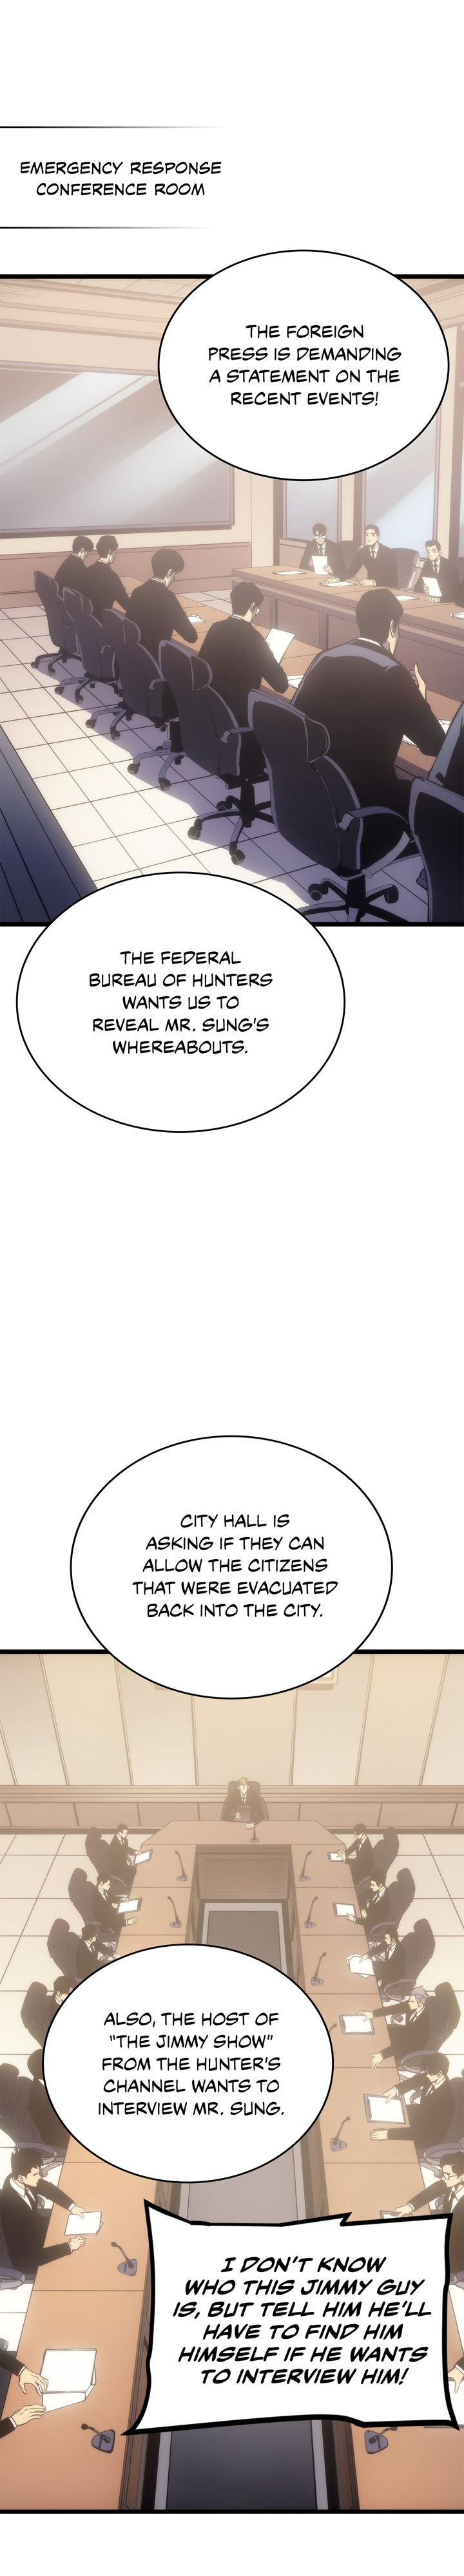 EMERGENCY RESPONSE
CONFERENCE ROOM
THE FOREIGN
PRESS IS DEMANDING
A STATEMENT ON THE
RECENT EVENTS!
THE FEDERAL
BUREAU OF HUNTERS
WANTS US TO
REVEAL MR. SUNG'S
WHEREABOUTS.
CITY HALL IS
ASKING IF THEY CAN
ALLOW THE CITIZENS
THAT WERE EVACUATED
BACK INTO THE CITY.
ALSO, THE HOST OF
"THE JIMMY SHOW"
FROM THE HUNTER'S
CHANNEL WANTS TO
INTERVIEW MR. SUNG.
I DON'T KNOW
WHO THIS JIMMY GUY
IS, BUT TELL HIM HE'LL
HAVE TO FIND HIM
HIMSELF IF HE WANTS
TO INTERVIEW HIM!